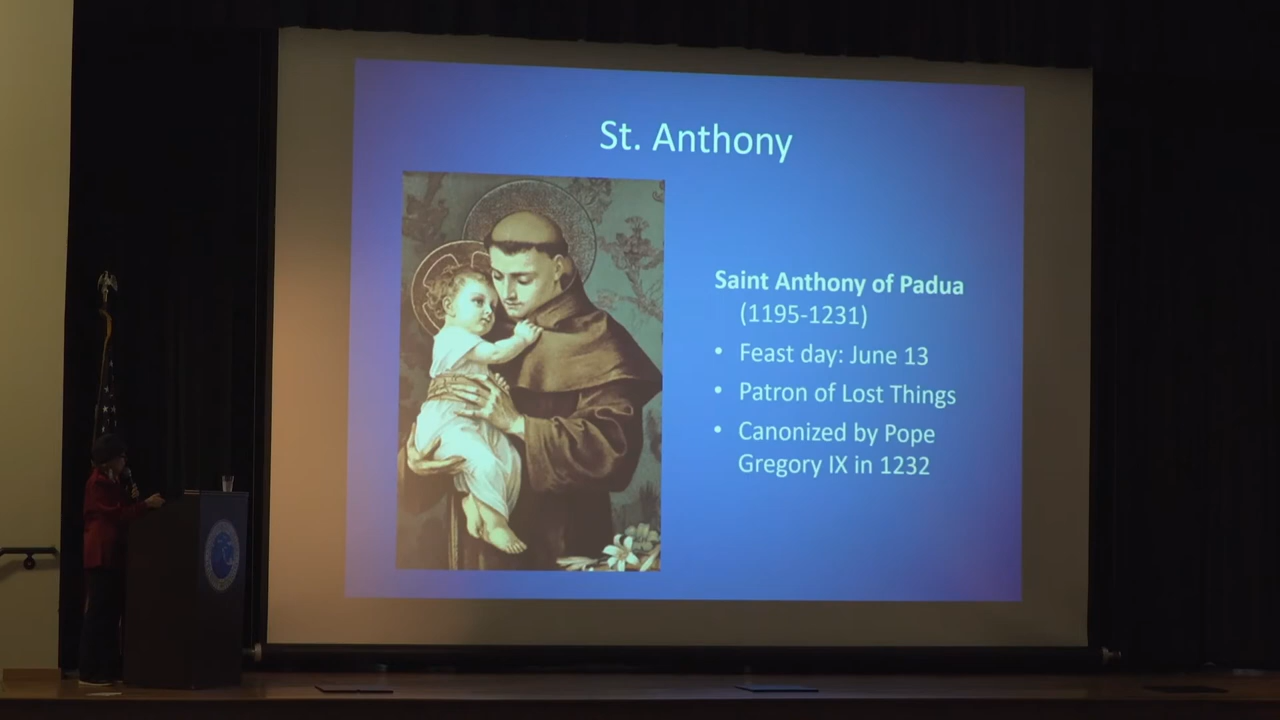 St. Anthony
Saint Anthony of Padua
(1195-1231)
• Feast day: June 13
• Patron of Lost Things
• Canonized by Pope
Gregory IX in 1232